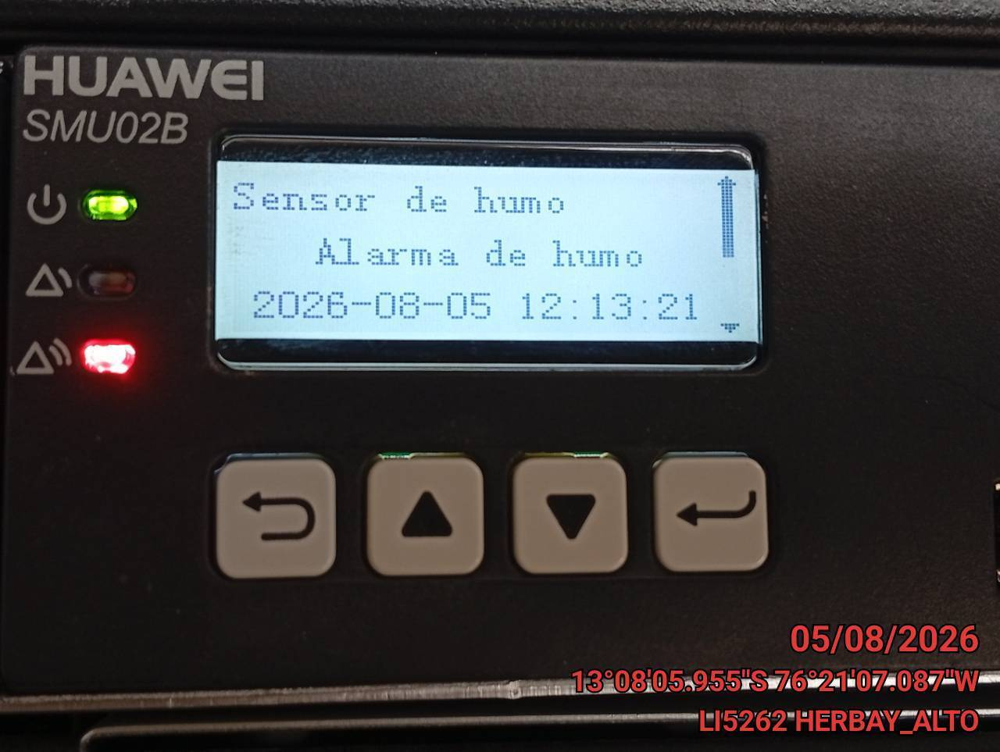 HUAWEI
SMU02B
Sensor de humo
Alarma de humo
2026-08-05 12:13:21
05/08/2026
13°08'05.955"S 76°21'07.087"W
LI5262 HERBAY_ALTO